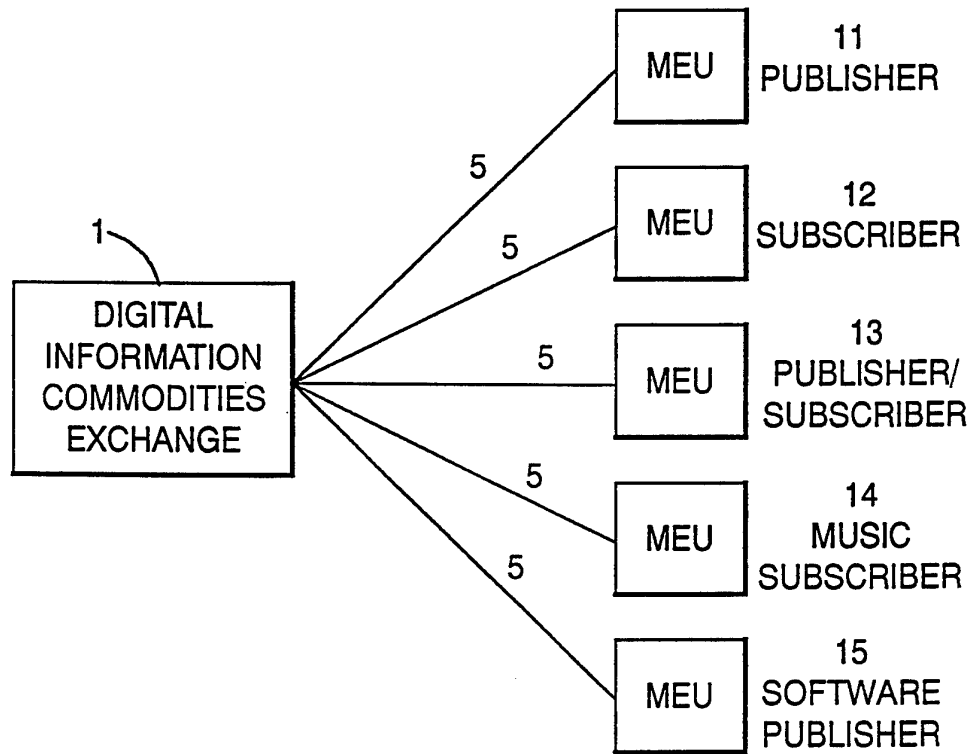 1
DIGITAL
INFORMATION
COMMODITIES
EXCHANGE
5
5
5
5
5
MEU
11
PUBLISHER
MEU
12
SUBSCRIBER
MEU
13
PUBLISHER/
SUBSCRIBER
MEU
14
MUSIC
SUBSCRIBER
MEU
15
SOFTWARE
PUBLISHER